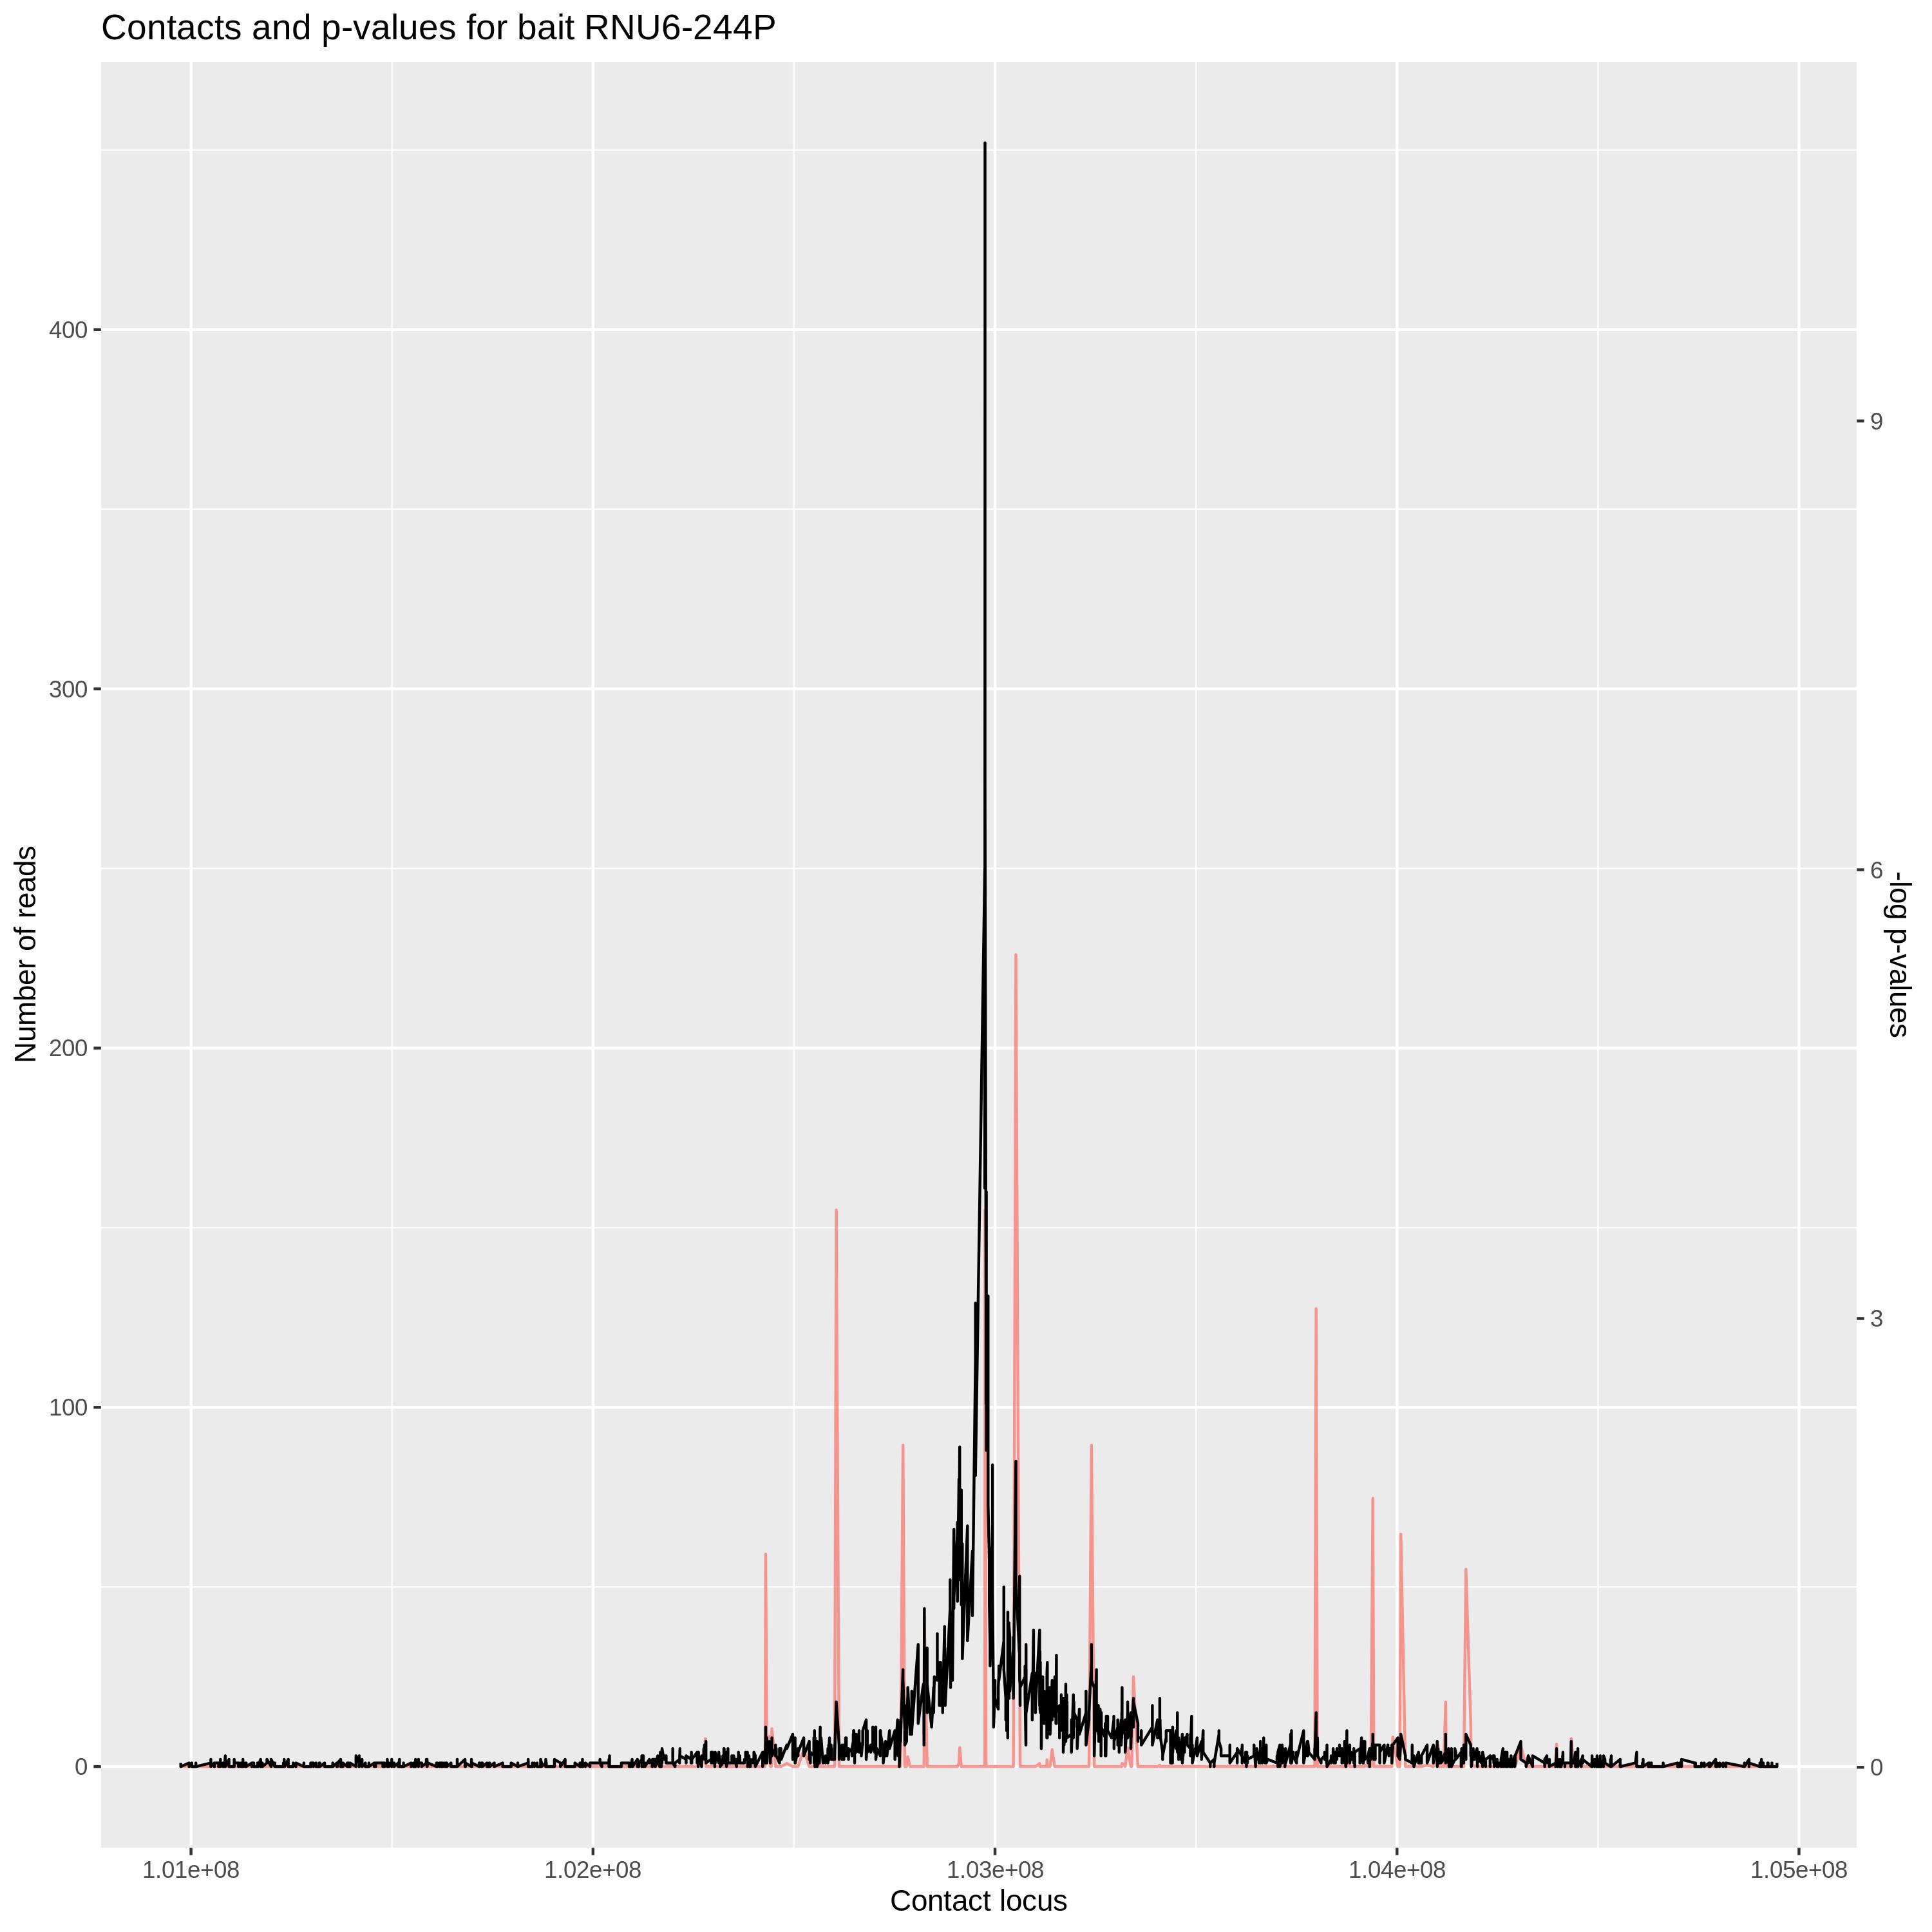 Contacts and p-values for bait RNU6-244P
400
300
200
100
0
Number of reads
9
6
3
0
-log p-values
1.01e+08
1.02e+08
1.03e+08
1.04e+08
1.05e+08
Contact locus